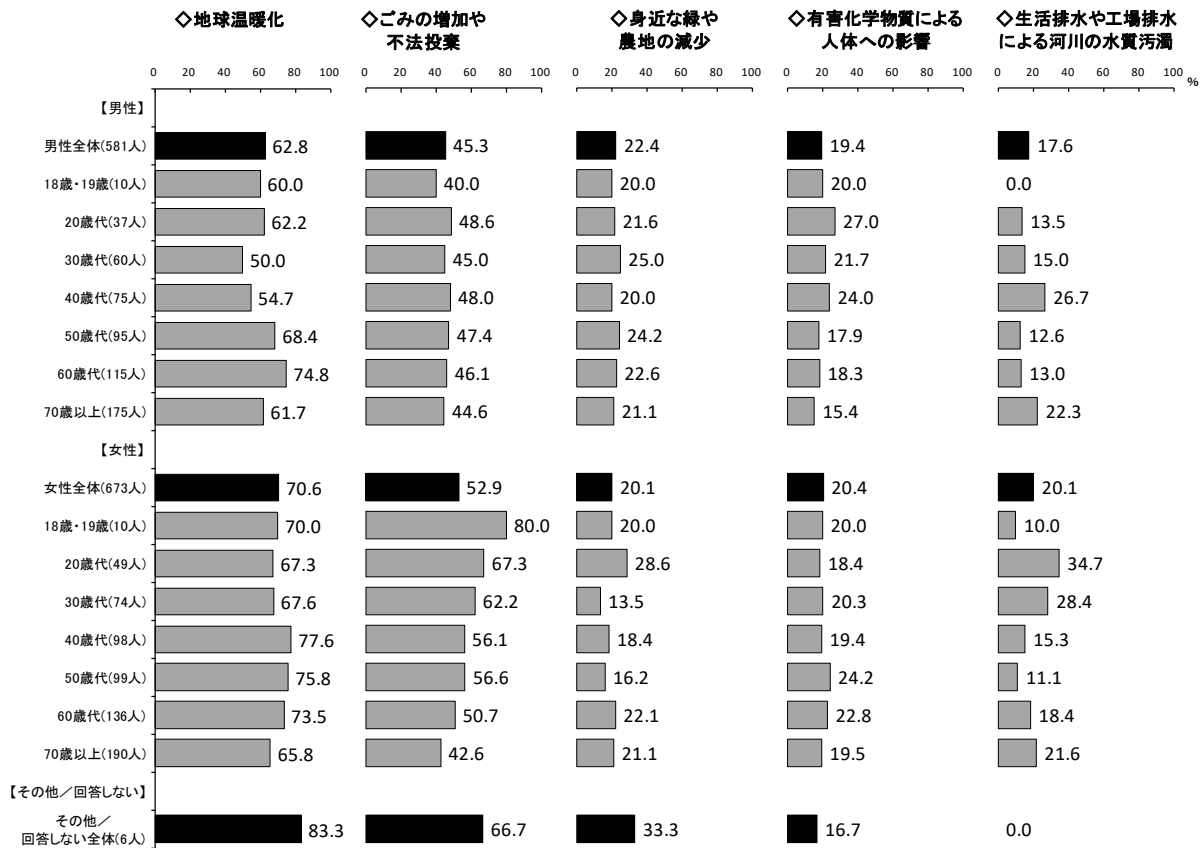 ◇地球温暖化
◇ごみの増加や
不法投棄
◇身近な緑や
農地の減少
◇有害化学物質による
人体への影響
◇生活排水や工場排水
による河川の水質汚濁
0 20 40 60 80 100 0 20 40 60 80 100 0 20 40 60 80 100 0 20 40 60 80 100 0 20 40 60 80 100
%
【男性】
男性全体(581人) 62.8 45.3 22.4 19.4 17.6
18歳・19歳(10人) 60.0 40.0 20.0 20.0 0.0
20歳代(37人) 62.2 48.6 21.6 27.0 13.5
30歳代(60人) 50.0 45.0 25.0 21.7 15.0
40歳代(75人) 54.7 48.0 20.0 24.0 26.7
50歳代(95人) 68.4 47.4 24.2 17.9 12.6
60歳代(115人) 74.8 46.1 22.6 18.3 13.0
70歳以上(175人) 61.7 44.6 21.1 15.4 22.3
【女性】
女性全体(673人) 70.6 52.9 20.1 20.4 20.1
18歳・19歳(10人) 70.0 80.0 20.0 20.0 10.0
20歳代(49人) 67.3 67.3 28.6 18.4 34.7
30歳代(74人) 67.6 62.2 13.5 20.3 28.4
40歳代(98人) 77.6 56.1 18.4 19.4 15.3
50歳代(99人) 75.8 56.6 16.2 24.2 11.1
60歳代(136人) 73.5 50.7 22.1 22.8 18.4
70歳以上(190人) 65.8 42.6 21.1 19.5 21.6
【その他／回答しない】
その他／
回答しない全体(6人) 83.3 66.7 33.3 16.7 0.0